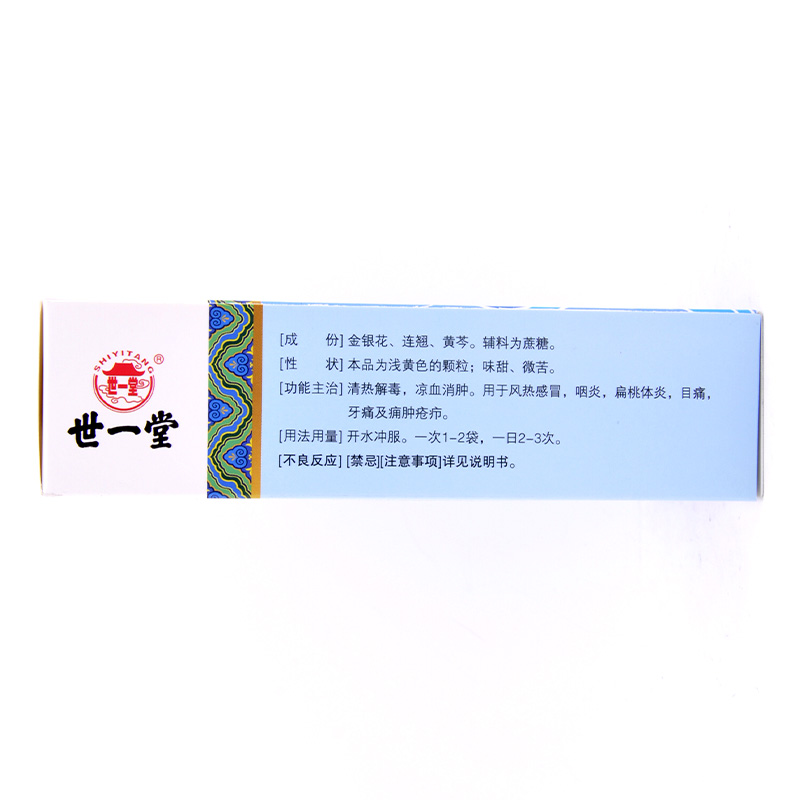 SHIYITANG
®
世一堂
世一堂
[成 份] 金银花、连翘、黄芩。辅料为蔗糖。
[性 状] 本品为浅黄色的颗粒；味甜、微苦。
[功能主治] 清热解毒，凉血消肿。用于风热感冒，咽炎，扁桃体炎，目痛，
牙痛及痈肿疮疖。
[用法用量] 开水冲服。一次1-2袋，一日2-3次。
[不良反应] [禁忌][注意事项]详见说明书。